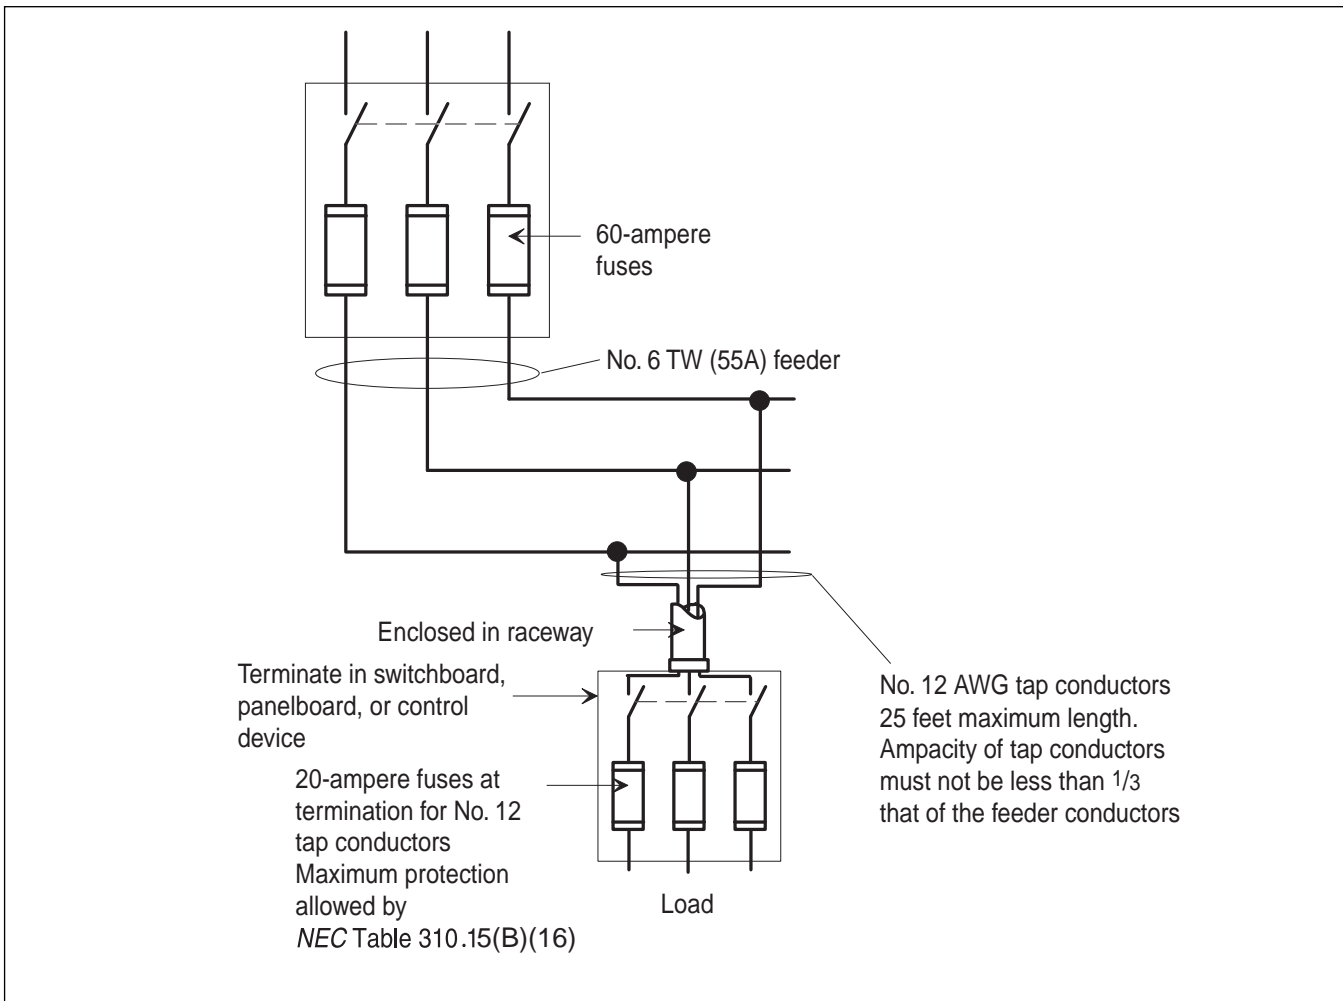 60-ampere
fuses
No. 6 TW (55A) feeder
Enclosed in raceway
Terminate in switchboard,
panelboard, or control
device
20-ampere fuses at
termination for No. 12
tap conductors
Maximum protection
allowed by
NEC Table 310.15(B)(16)
Load
No. 12 AWG tap conductors
25 feet maximum length.
Ampacity of tap conductors
must not be less than 1/3
that of the feeder conductors